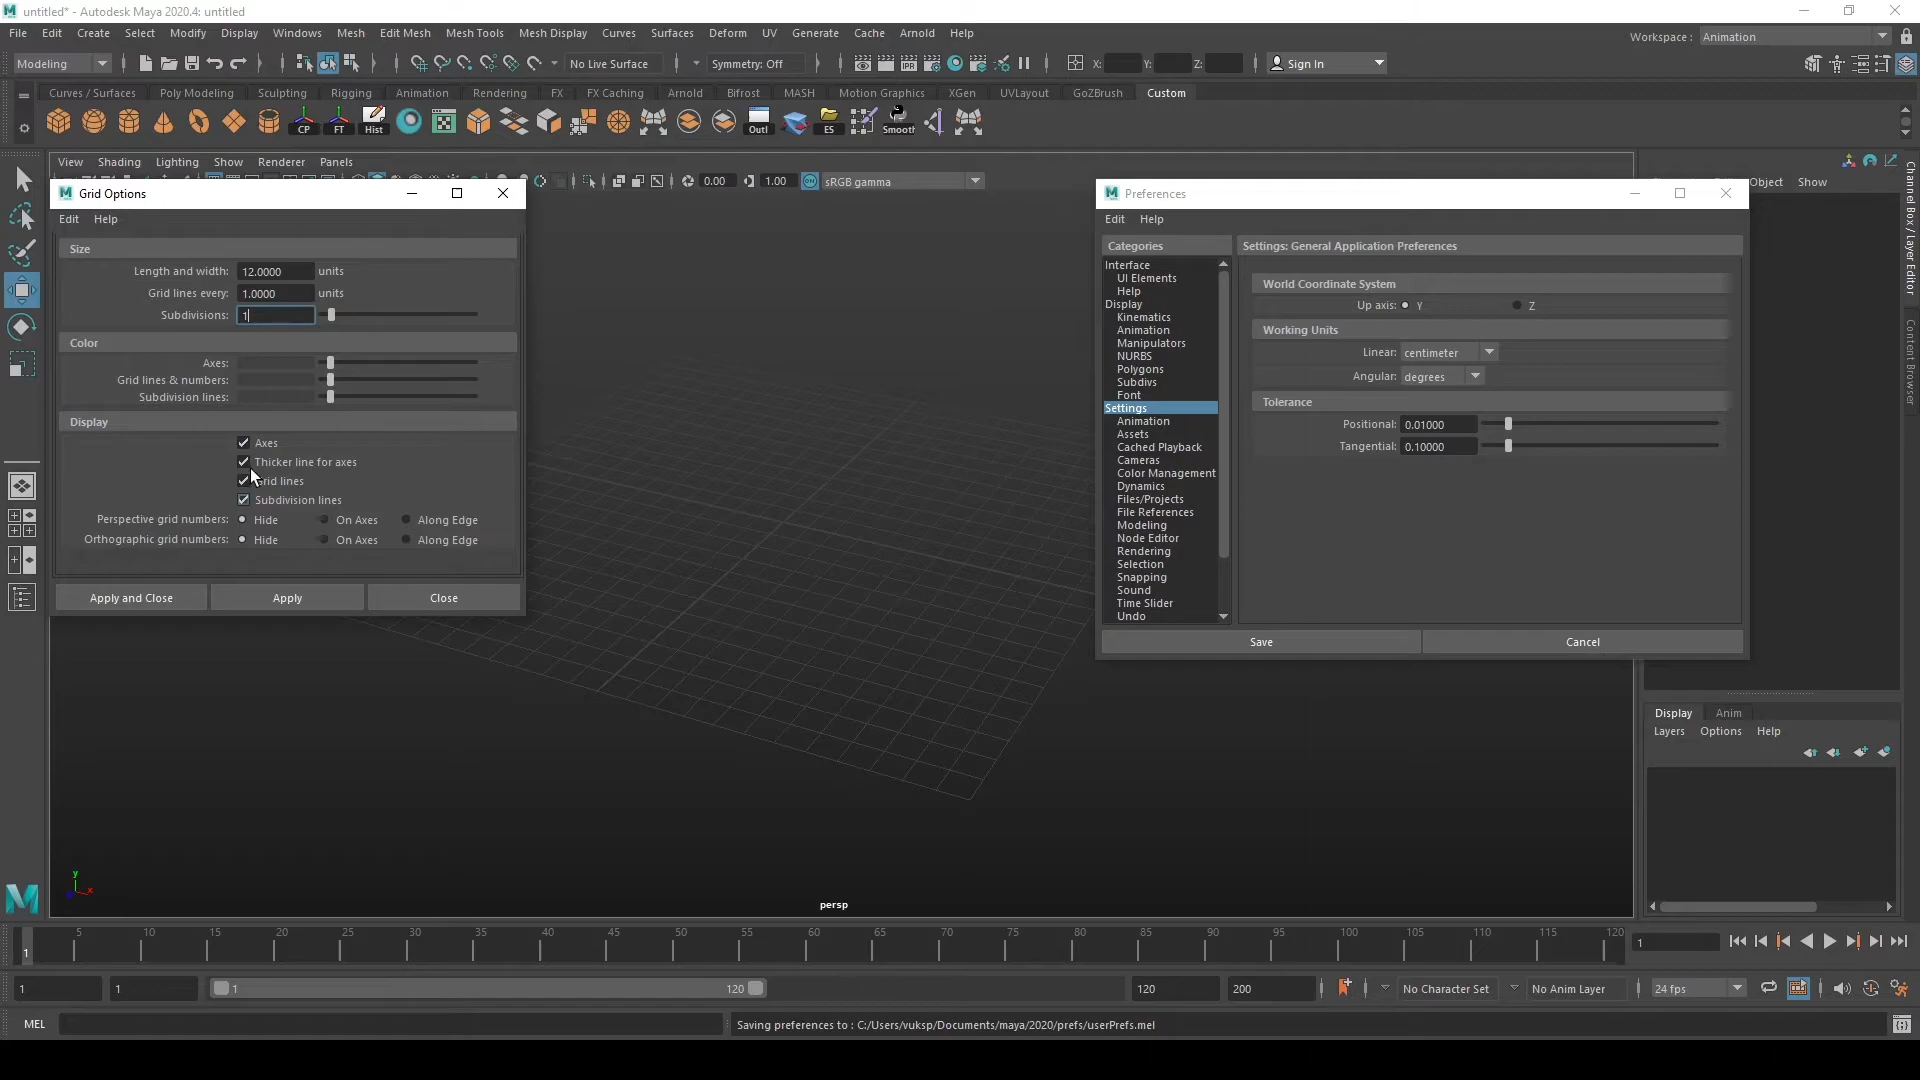 untitled* - Autodesk Maya 2020.4: untitled
File Edit Create Select Modify Display Windows Mesh Edit Mesh Mesh Tools Mesh Display Curves Surfaces Deform UV Generate Cache Arnold Help
Workspace : Animation
Modeling No Live Surface Symmetry: Off X: Y: Z: Sign In
IPR
Curves / Surfaces Poly Modeling Sculpting Rigging Animation Rendering FX FX Caching Arnold Bifrost MASH Motion Graphics XGen UVLayout GoZBrush Custom
CP FT Hist Outl ES Smooth
View Shading Lighting Show Renderer Panels
0.00 1.00 sRGB gamma
Object Show
Channel Box / Layer Editor
Content Browser
Grid Options
Edit Help
Size
Length and width: 12.0000 units
Grid lines every: 1.0000 units
Subdivisions: 1
Color
Axes:
Grid lines & numbers:
Subdivision lines:
Display
Axes
Thicker line for axes
rid lines
Subdivision lines
Perspective grid numbers: Hide On Axes Along Edge
Orthographic grid numbers: Hide On Axes Along Edge
Apply and Close Apply Close
Preferences
Edit Help
Categories
Interface
UI Elements
Help
Display
Kinematics
Animation
Manipulators
NURBS
Polygons
Subdivs
Font
Settings
Animation
Assets
Cached Playback
Cameras
Color Management
Dynamics
Files/Projects
File References
Modeling
Node Editor
Rendering
Selection
Snapping
Sound
Time Slider
Undo
Settings: General Application Preferences
World Coordinate System
Up axis: Y Z
Working Units
Linear: centimeter
Angular: degrees
Tolerance
Positional: 0.01000
Tangential: 0.10000
Save Cancel
Display Anim
Layers Options Help
y
x
persp
5 10 15 20 25 30 35 40 45 50 55 60 65 70 75 80 85 90 95 100 105 110 115 120
1 1
1 1 1 120 120 200 No Character Set No Anim Layer 24 fps
MEL Saving preferences to : C:/Users/vuksp/Documents/maya/2020/prefs/userPrefs.mel